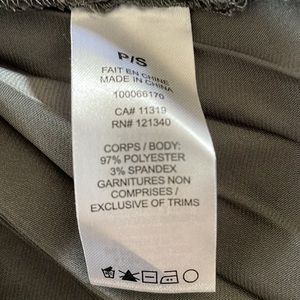 P/S
FAIT EN CHINE
MADE IN CHINA
100066170
CA# 11319
RN# 121340
CORPS / BODY:
97% POLYESTER
3% SPANDEX
GARNITURES NON
COMPRISES /
EXCLUSIVE OF TRIMS